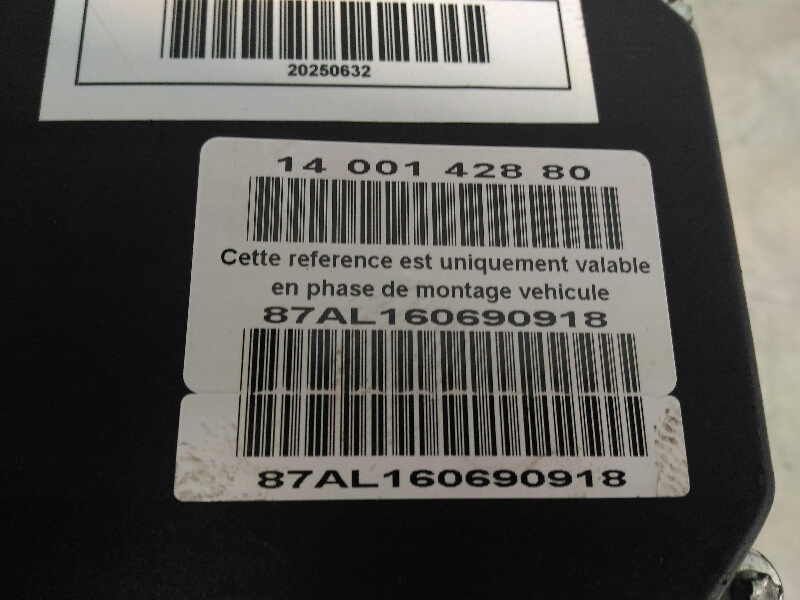 20250632
14 001 428 80
Cette reference est uniquement valable
en phase de montage vehicule
87AL160690918
87AL160690918